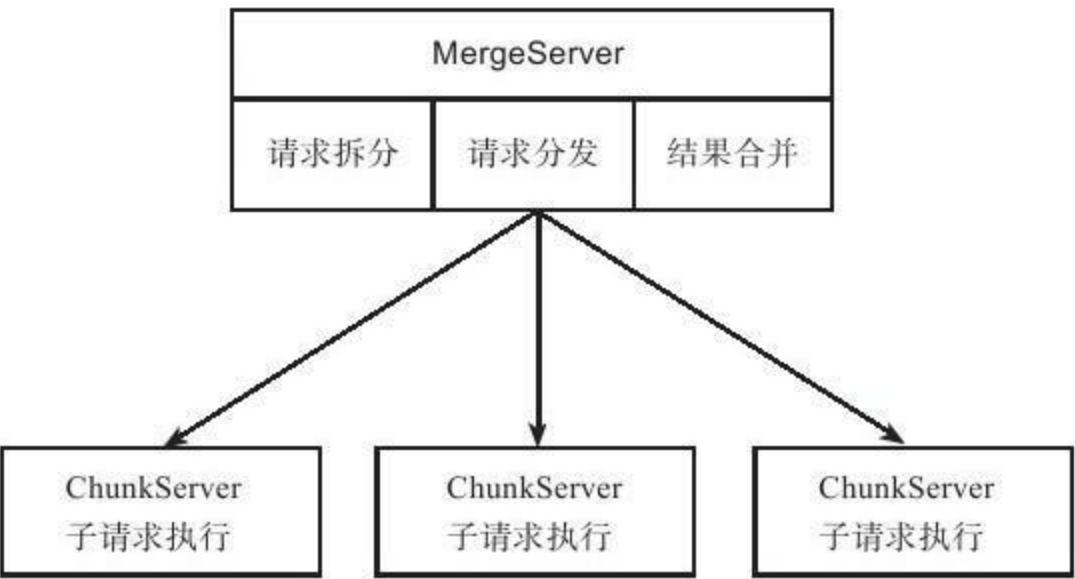 MergeServer
请求拆分
请求分发
结果合并
ChunkServer
子请求执行
ChunkServer
子请求执行
ChunkServer
子请求执行